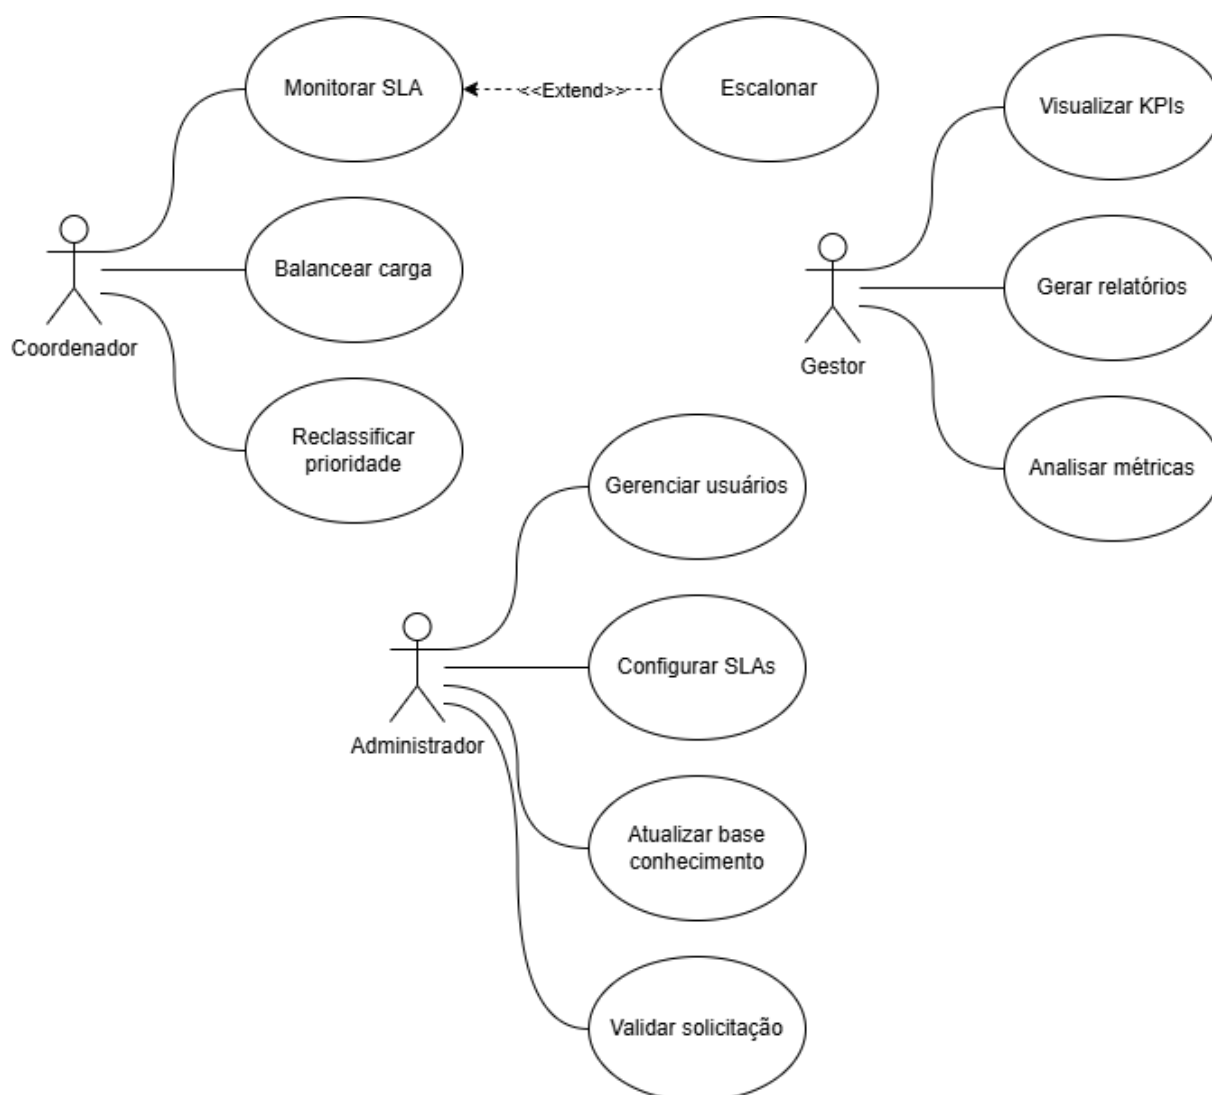 Monitorar SLA
<<Extend>>
Escalonar
Visualizar KPIs
Balancear carga
Gerar relatórios
Coordenador
Gestor
Reclassificar
prioridade
Analisar métricas
Gerenciar usuários
Configurar SLAs
Administrador
Atualizar base
conhecimento
Validar solicitação